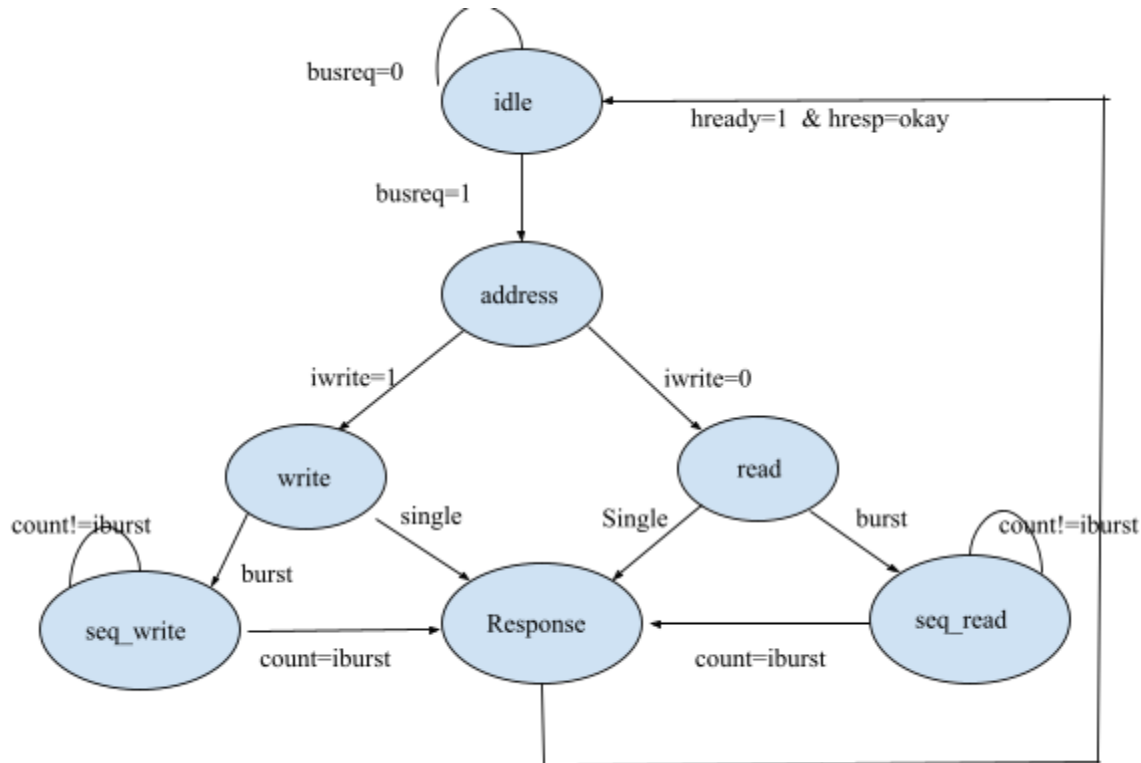 busreq=0
idle
hready=1 & hresp=okay
busreq=1
address
iwrite=1
iwrite=0
write
read
single
Single
burst
count!=iburst
count!=iburst
burst
seq_write
Response
seq_read
count=iburst
count=iburst